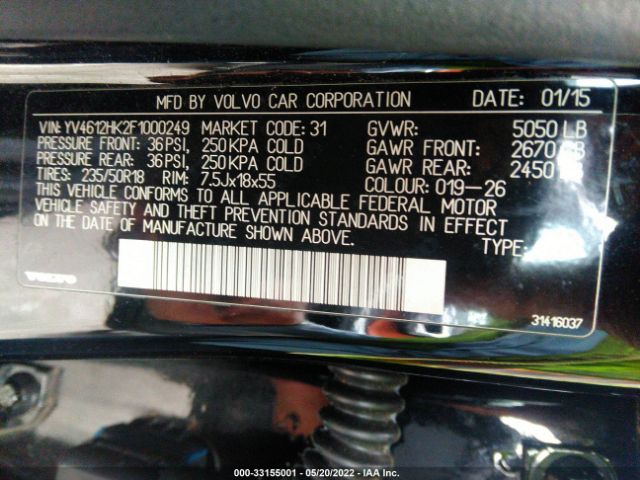 MFD BY VOLVO CAR CORPORATION DATE: 01/15
VIN: YV4612HK2F1000249 MARKET CODE: 31 GVWR: 5050 LB
PRESSURE FRONT: 36 PSI, 250 KPA COLD GAWR FRONT: 2670
PRESSURE REAR: 36 PSI, 250 KPA COLD GAWR REAR: 2450
TIRES: 235/50R18 RIM: 7.5Jx18x55 COLOUR: 019-26
THIS VEHICLE CONFORMS TO ALL APPLICABLE FEDERAL MOTOR
VEHICLE SAFETY AND THEFT PREVENTION STANDARDS IN EFFECT
ON THE DATE OF MANUFACTURE SHOWN ABOVE. TYPE:
VOLVO
31416037
000-33155001 - 05/20/2022 - IAA Inc.